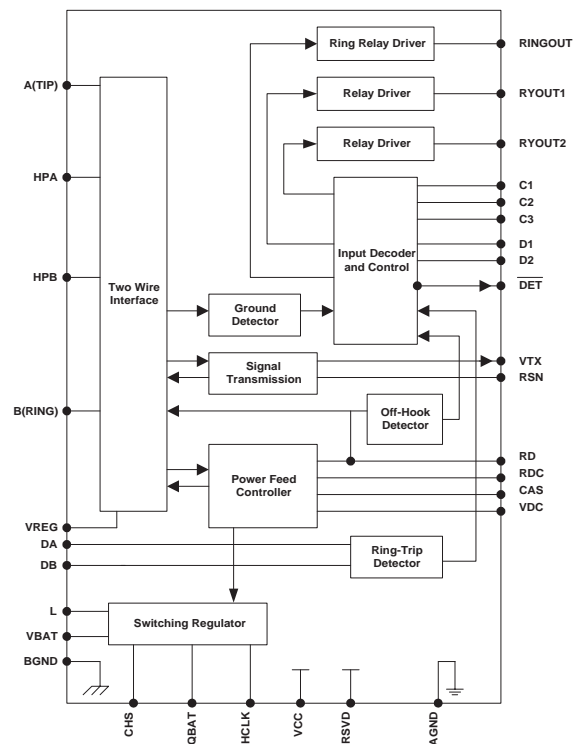 Ring Relay Driver
RINGOUT
A(TIP)
Relay Driver
RYOUT1
Relay Driver
RYOUT2
HPA
C1
C2
C3
D1
D2
DET
Input Decoder
and Control
HPB
Two Wire
Interface
Ground
Detector
Signal
Transmission
VTX
RSN
B(RING)
Off-Hook
Detector
RD
RDC
CAS
VDC
Power Feed
Controller
VREG
DA
DB
Ring-Trip
Detector
L
VBAT
BGND
Switching Regulator
CHS
QBAT
HCLK
VCC
RSVD
AGND